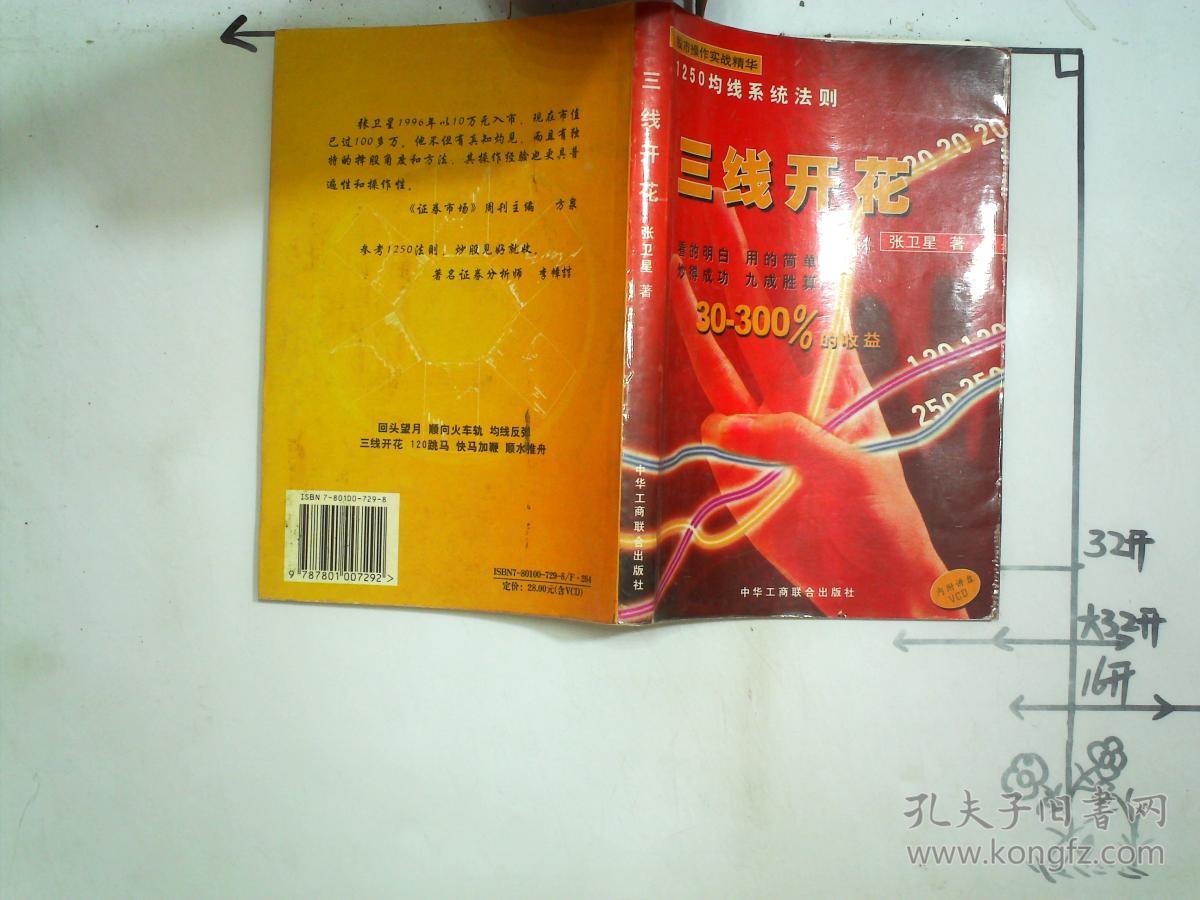 张卫星1996年以10万元入市，现在市值
已过100多万。他不但有真知灼见，而且有独
特的择股角度和方法，其操作经验也更具普
遍性和操作性。
《证券市场》周刊主编 方泉
参考1250法则，炒股见好就收。
著名证券分析师 李
回头望月 顺向火车轨 均线反弹
三线开花 120跳马 快马加鞭 顺水推舟
ISBN 7-80100-729-8
9 787801 007292 >
ISBN7-80100-729-8/F·264
定价：28.00元(含VCD)
三线开花
张卫星 著
中华工商联合出版社
股市操作实战精华
1250均线系统法则
20 20 20
三线开花
张卫星 著
看的明白 用的简单
炒得成功 九成胜算
30-300%的收益
120 120
250 250
内附讲盘
VCD
中华工商联合出版社
32开
大32开
16开
孔夫子旧书网
www.kongfz.com